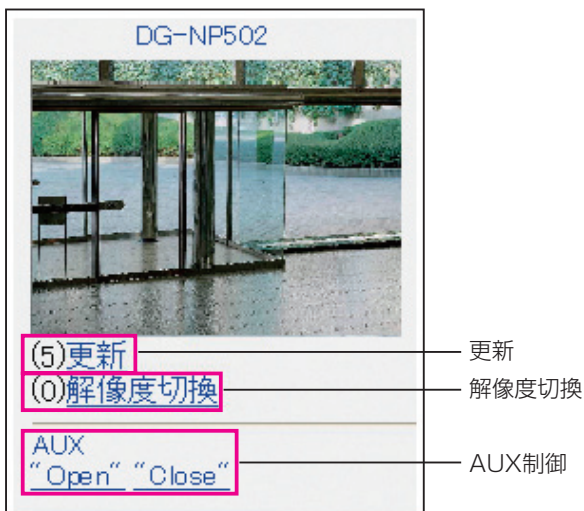 DG-NP502
(5)更新
(0)解像度切換
AUX
“Open” “Close”
更新
解像度切換
AUX制御